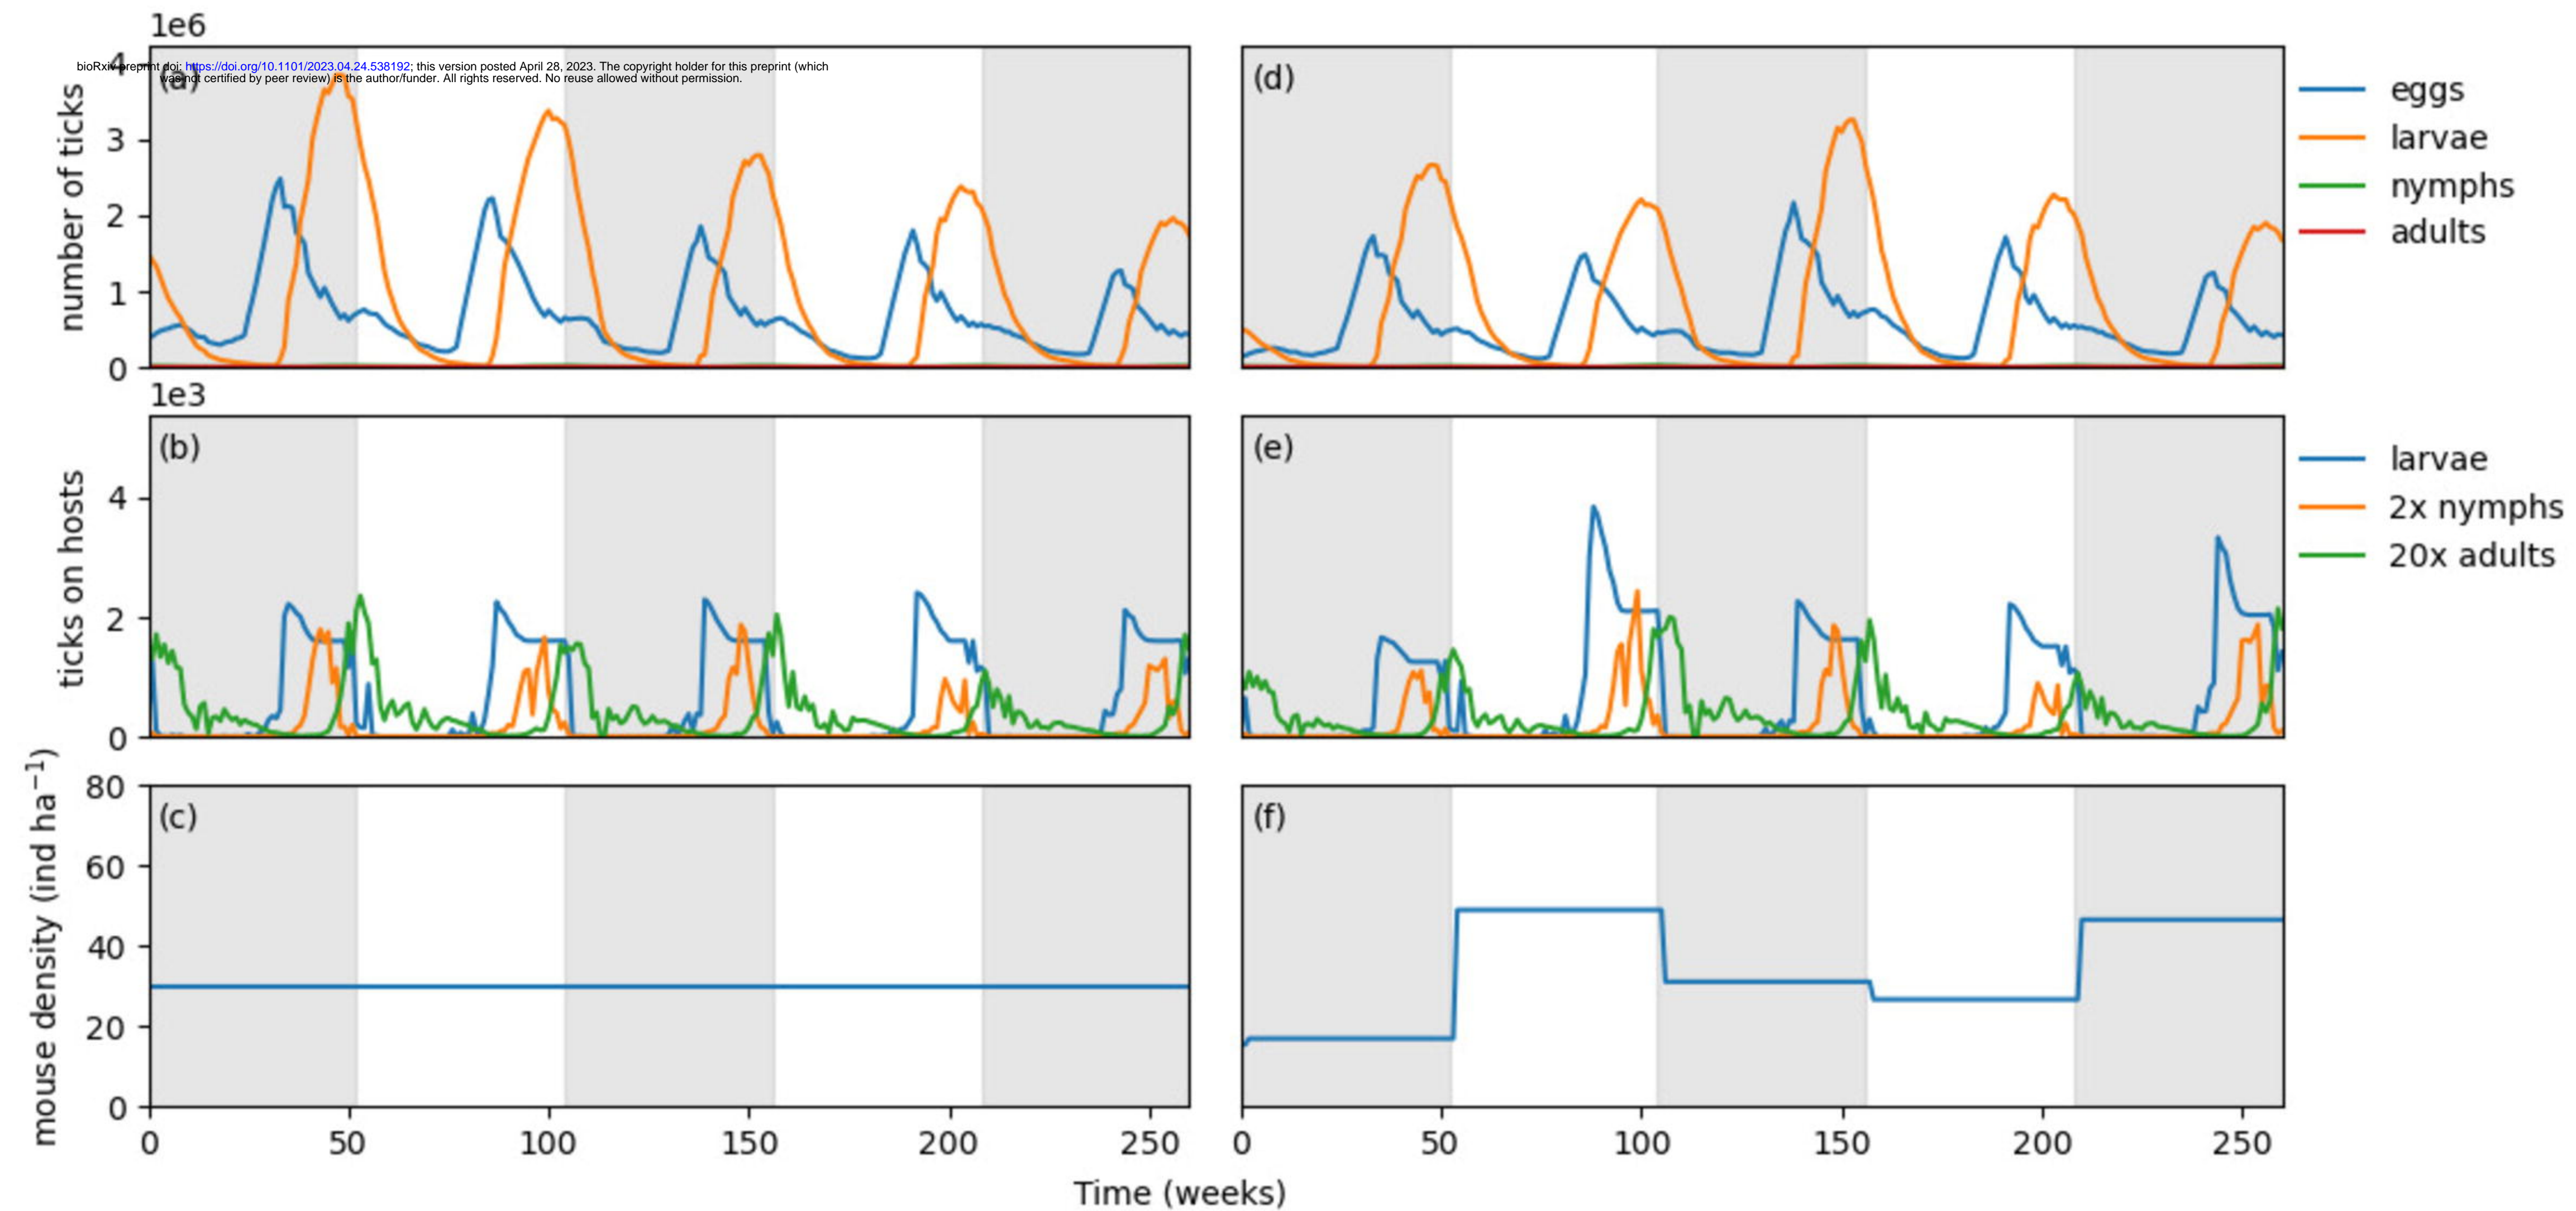 1e6
bioRxiv preprint doi: https://doi.org/10.1101/2023.04.24.538192; this version posted April 28, 2023. The copyright holder for this preprint (which
was not certified by peer review) is the author/funder. All rights reserved. No reuse allowed without permission.
number of ticks
4
3
2
1
0
(a)
(d)
eggs
larvae
nymphs
adults
1e3
ticks on hosts
4
2
0
(b)
(e)
larvae
2x nymphs
20x adults
mouse density (ind ha⁻¹)
80
60
40
20
0
(c)
(f)
0 50 100 150 200 250
0 50 100 150 200 250
Time (weeks)